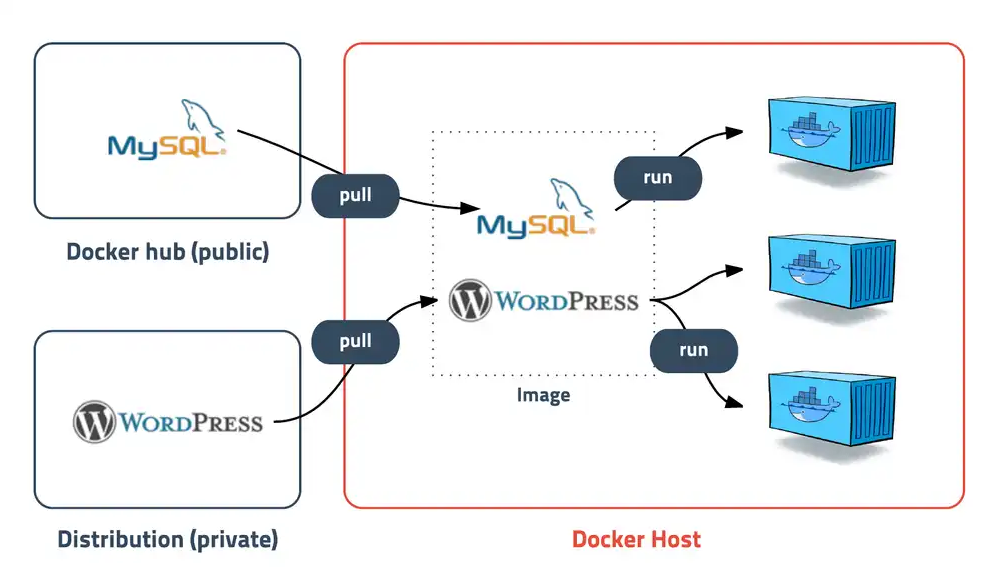 MySQL®
pull
Docker hub (public)
WORDPRESS
pull
Distribution (private)
MySQL®
WORDPRESS
Image
run
run
Docker Host